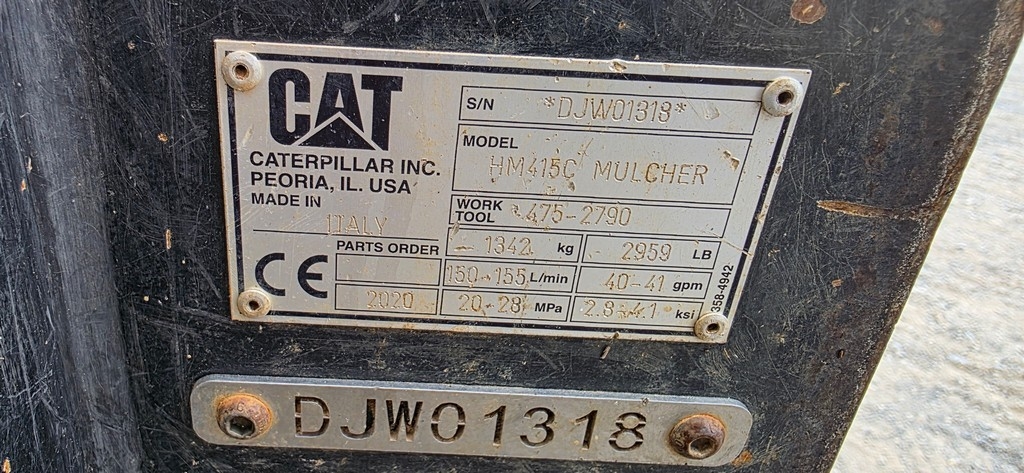 CAT
CATERPILLAR INC.
PEORIA, IL. USA
MADE IN
ITALY
S/N *DJW01318*
MODEL
HM415C MULCHER
WORK TOOL 475-2790
PARTS ORDER
1342 kg 2959 LB
CE
150-155 L/min 40-41 gpm
2020 20-28 MPa 2.8-4.1 ksi
358-4942
DJW01318